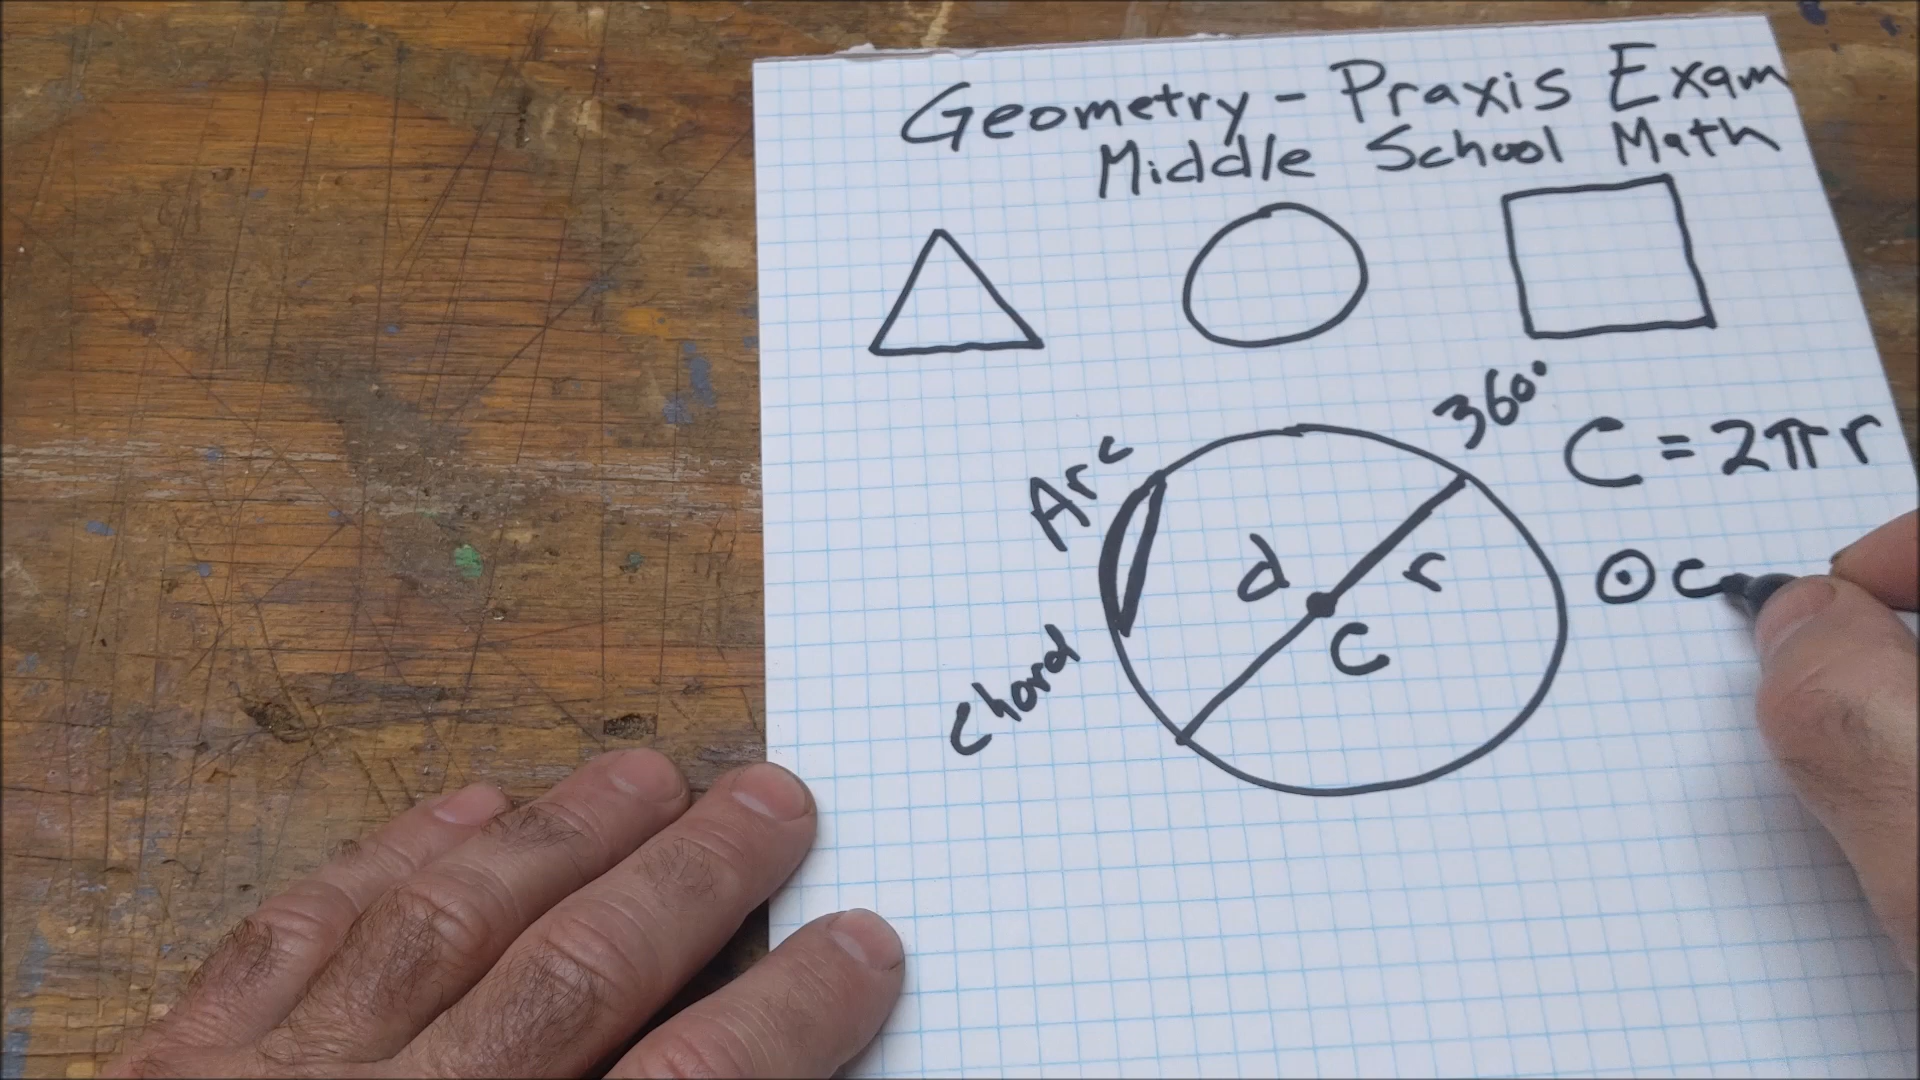 Geometry - Praxis Exam
Middle School Math
360°
C = 2πr
Arc
d
r
⊙ C
C
Chord